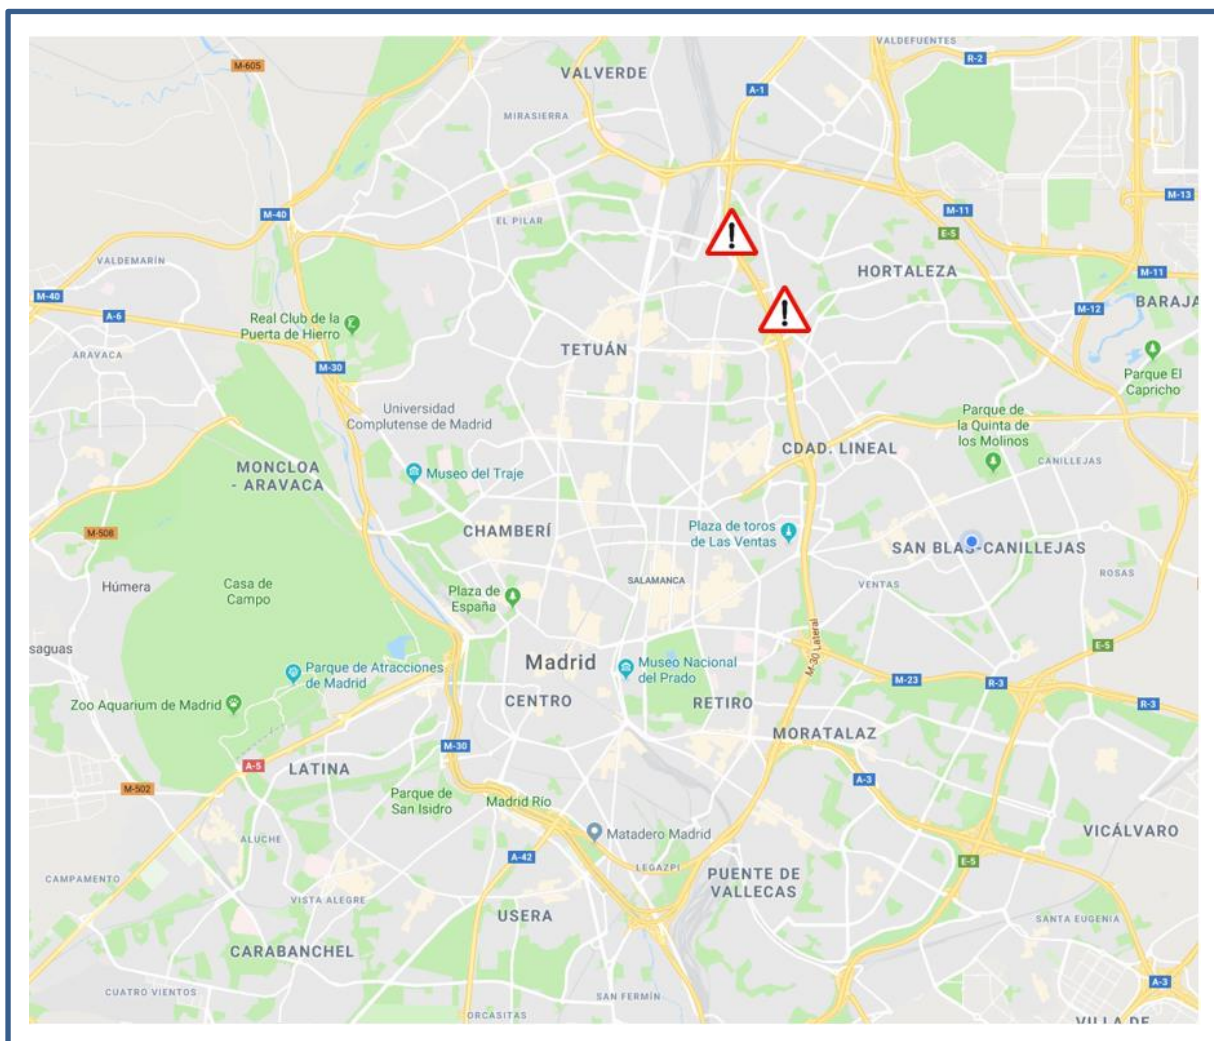 VALDEFUENTES
R-2
M-605
VALVERDE
A-1
MIRASIERRA
M-13
M-40
EL PILAR
M-11
E-5
VALDEMARÍN
HORTALEZA
M-11
M-40
BARAJA
A-6
Real Club de la
Puerta de Hierro
M-12
ARAVACA
TETUÁN
M-30
Parque El
Capricho
Universidad
Complutense de Madrid
Parque de
la Quinta de
los Molinos
CDAD. LINEAL
CANILLEJAS
MONCLOA
- ARAVACA
Museo del Traje
M-508
CHAMBERÍ
Plaza de toros
de Las Ventas
SAN BLAS-CANILLEJAS
Húmera
Casa de
Campo
Plaza de
España
SALAMANCA
VENTAS
ROSAS
saguas
Madrid
M-30 Lateral
E-5
Parque de Atracciones
de Madrid
Museo Nacional
del Prado
M-23
R-3
R-3
Zoo Aquarium de Madrid
CENTRO
RETIRO
MORATALAZ
M-30
A-5
LATINA
A-3
M-502
Parque de
San Isidro
Madrid Río
Matadero Madrid
VICÁLVARO
ALUCHE
A-42
LEGAZPI
E-5
CAMPAMENTO
PUENTE DE
VALLECAS
VISTA ALEGRE
USERA
SANTA EUGENIA
CARABANCHEL
A-3
CUATRO VIENTOS
SAN FERMÍN
ORCASITAS
VILLA DE